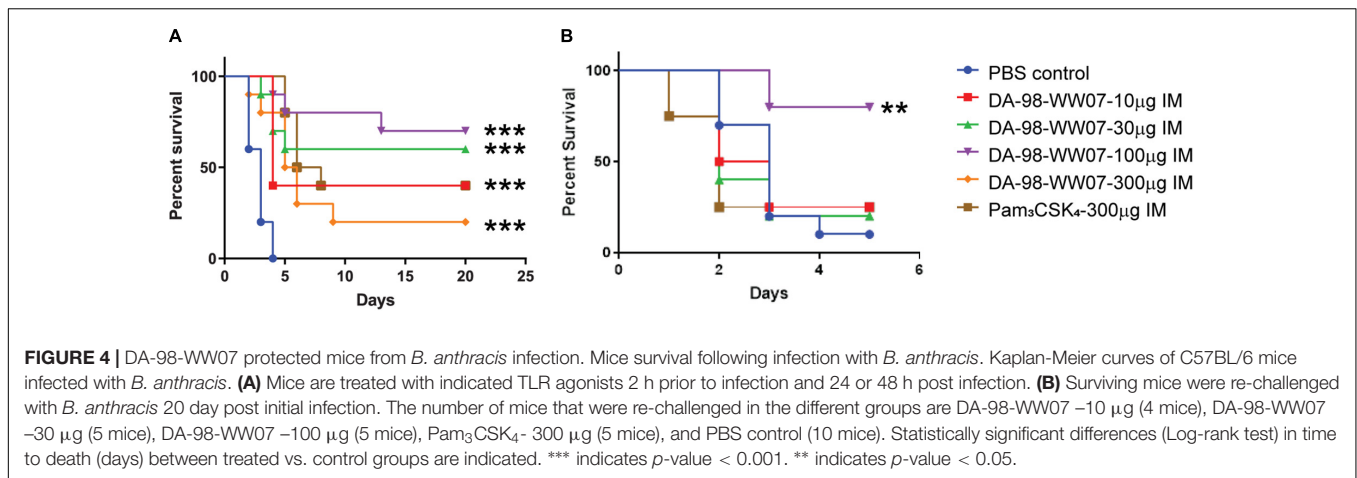 A
Percent survival
100
50
0
0 5 10 15 20 25
Days
***
***
***
***
B
Percent Survival
100
50
0
0 2 4 6
Days
**
PBS control
DA-98-WW07-10μg IM
DA-98-WW07-30μg IM
DA-98-WW07-100μg IM
DA-98-WW07-300μg IM
Pam₃CSK₄-300μg IM
FIGURE 4 | DA-98-WW07 protected mice from B. anthracis infection. Mice survival following infection with B. anthracis. Kaplan-Meier curves of C57BL/6 mice
infected with B. anthracis. (A) Mice are treated with indicated TLR agonists 2 h prior to infection and 24 or 48 h post infection. (B) Surviving mice were re-challenged
with B. anthracis 20 day post initial infection. The number of mice that were re-challenged in the different groups are DA-98-WW07 –10 μg (4 mice), DA-98-WW07
–30 μg (5 mice), DA-98-WW07 –100 μg (5 mice), Pam₃CSK₄- 300 μg (5 mice), and PBS control (10 mice). Statistically significant differences (Log-rank test) in time
to death (days) between treated vs. control groups are indicated. *** indicates p-value < 0.001. ** indicates p-value < 0.05.